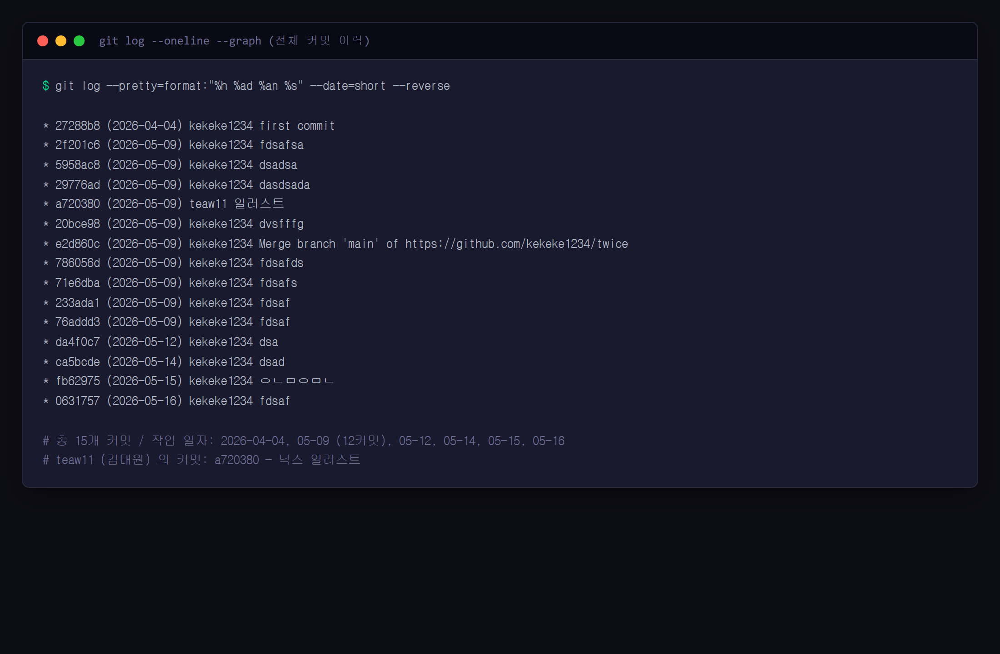 git log --oneline --graph (전체 커밋 이력)
$ git log --pretty=format:"%h %ad %an %s" --date=short --reverse
* 27288b8 (2026-04-04) kekeke1234 first commit
* 2f201c6 (2026-05-09) kekeke1234 fdsafsa
* 5958ac8 (2026-05-09) kekeke1234 dsadsa
* 29776ad (2026-05-09) kekeke1234 dasdsada
* a720380 (2026-05-09) teaw11 일러스트
* 20bce98 (2026-05-09) kekeke1234 dvsfffg
* e2d860c (2026-05-09) kekeke1234 Merge branch 'main' of https://github.com/kekeke1234/twice
* 786056d (2026-05-09) kekeke1234 fdsafds
* 71e6dba (2026-05-09) kekeke1234 fdsafs
* 233ada1 (2026-05-09) kekeke1234 fdsaf
* 76addd3 (2026-05-09) kekeke1234 fdsaf
* da4f0c7 (2026-05-12) kekeke1234 dsa
* ca5bcde (2026-05-14) kekeke1234 dsad
* fb62975 (2026-05-15) kekeke1234 ㅇㄴㅁㅇㅁㄴ
* 0631757 (2026-05-16) kekeke1234 fdsaf
# 총 15개 커밋 / 작업 일자: 2026-04-04, 05-09 (12커밋), 05-12, 05-14, 05-15, 05-16
# teaw11 (김태원) 의 커밋: a720380 - 닉스 일러스트